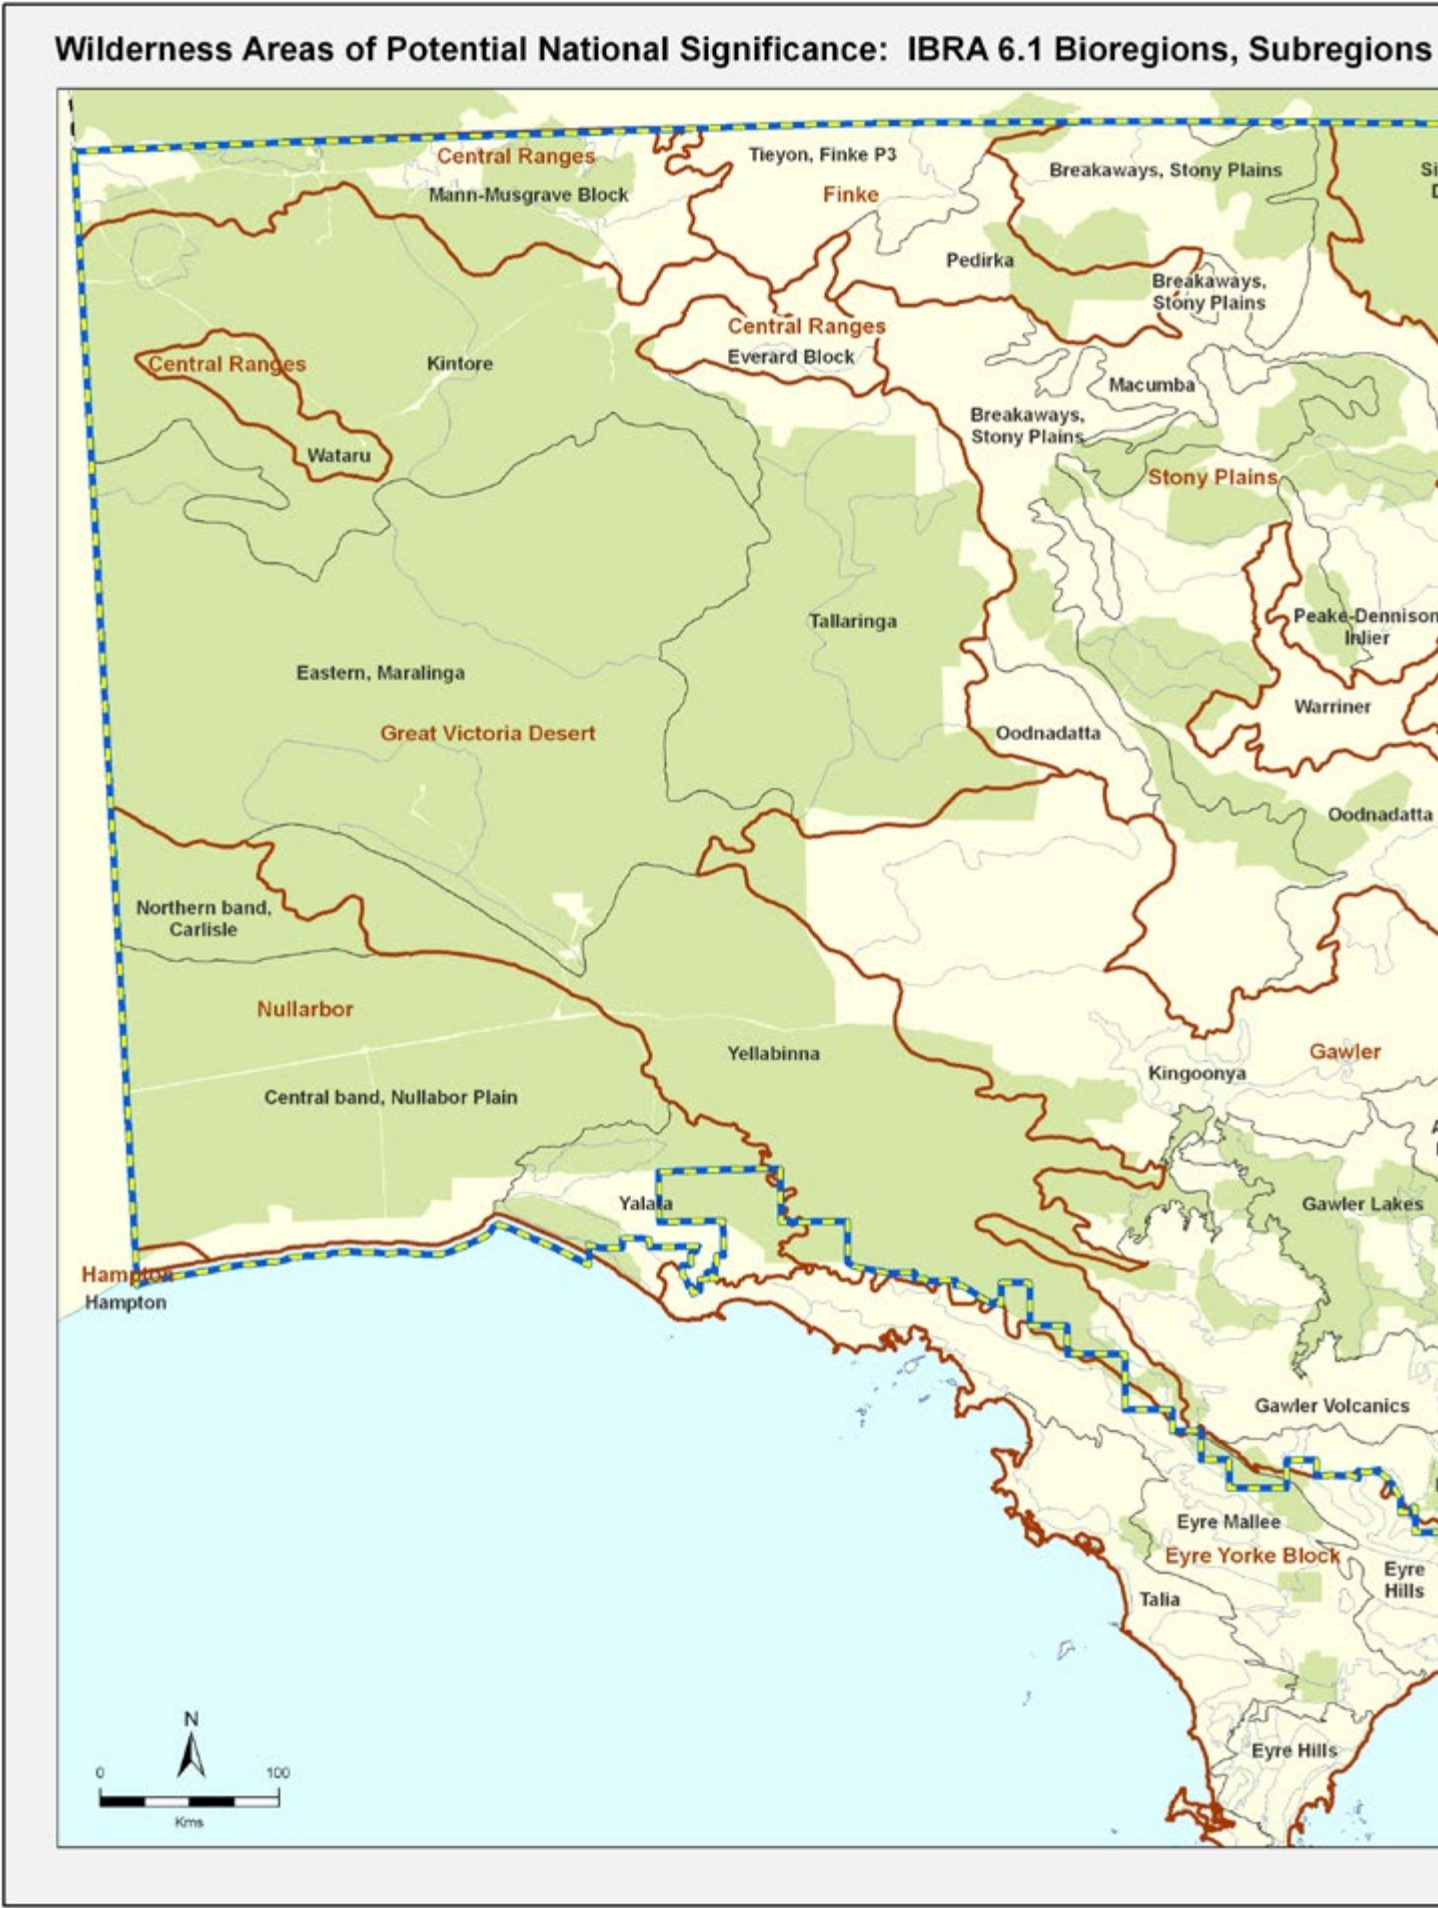 Wilderness Areas of Potential National Significance: IBRA 6.1 Bioregions, Subregions
Central Ranges
Mann-Musgrave Block
Tieyon, Finke P3
Finke
Breakaways, Stony Plains
Pedirka
Breakaways,
Stony Plains
Central Ranges
Everard Block
Central Ranges
Kintore
Wataru
Macumba
Breakaways,
Stony Plains
Stony Plains
Tallaringa
Peake-Dennison
Inlier
Eastern, Maralinga
Great Victoria Desert
Warriner
Oodnadatta
Oodnadatta
Northern band,
Carlisle
Nullarbor
Yellabinna
Gawler
Kingoonya
Central band, Nullabor Plain
Yalata
Gawler Lakes
Hampton
Hampton
Gawler Volcanics
Eyre Mallee
Eyre Yorke Block
Eyre
Hills
Talia
Eyre Hills
N
0 100
Kms